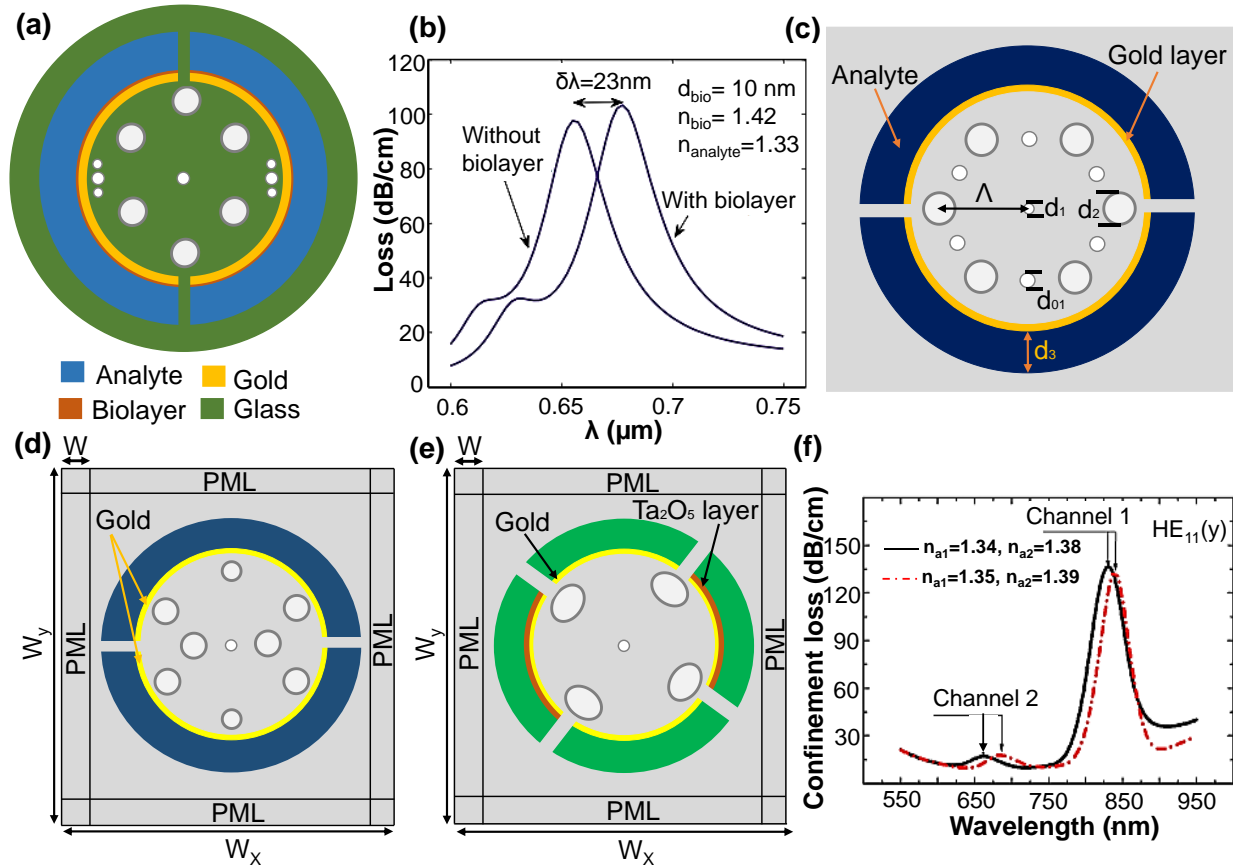 (a)
Analyte
Gold
Biolayer
Glass
(b)
120
100
80
60
40
20
0
Loss (dB/cm)
δλ=23nm
d_bio= 10 nm
n_bio= 1.42
n_analyte=1.33
Without
biolayer
With biolayer
0.6
0.65
0.7
0.75
λ (µm)
(c)
Analyte
Gold layer
Λ
d₁
d₂
d₀₁
d₃
(d)
W
PML
Gold
W_y
PML
PML
PML
W_X
(e)
W
PML
Gold
Ta₂O₅ layer
W_y
PML
PML
PML
W_X
(f)
Channel 1
HE₁₁(y)
n_a1=1.34, n_a2=1.38
n_a1=1.35, n_a2=1.39
Channel 2
150
120
90
60
30
Confinement loss (dB/cm)
550
650
750
850
950
Wavelength (nm)